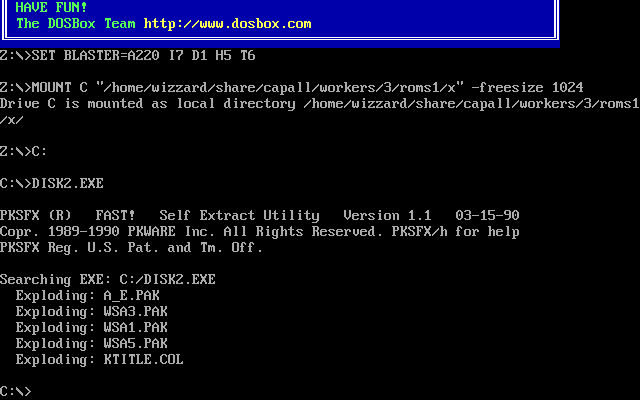 HAVE FUN!
The DOSBox Team http://www.dosbox.com
Z:\>SET BLASTER=A220 I7 D1 H5 T6
Z:\>MOUNT C "/home/wizzard/share/capall/workers/3/roms1/x" -freesize 1024
Drive C is mounted as local directory /home/wizzard/share/capall/workers/3/roms1
/x/
Z:\>C:
C:\>DISK2.EXE
PKSFX (R)   FAST!   Self Extract Utility   Version 1.1   03-15-90
Copr. 1989-1990 PKWARE Inc. All Rights Reserved. PKSFX/h for help
PKSFX Reg. U.S. Pat. and Tm. Off.
Searching EXE: C:/DISK2.EXE
  Exploding: A_E.PAK
  Exploding: WSA3.PAK
  Exploding: WSA1.PAK
  Exploding: WSA5.PAK
  Exploding: KTITLE.COL
C:\>